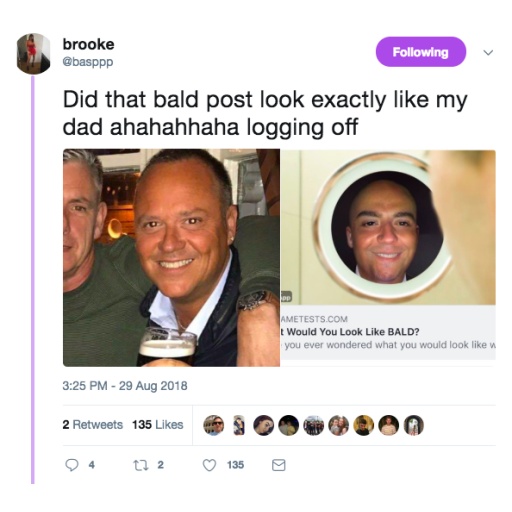 brooke
@basppp
Following
Did that bald post look exactly like my
dad ahahahhaha logging off
AMETESTS.COM
t Would You Look Like BALD?
you ever wondered what you would look like w
3:25 PM - 29 Aug 2018
2 Retweets 135 Likes
4 2 135